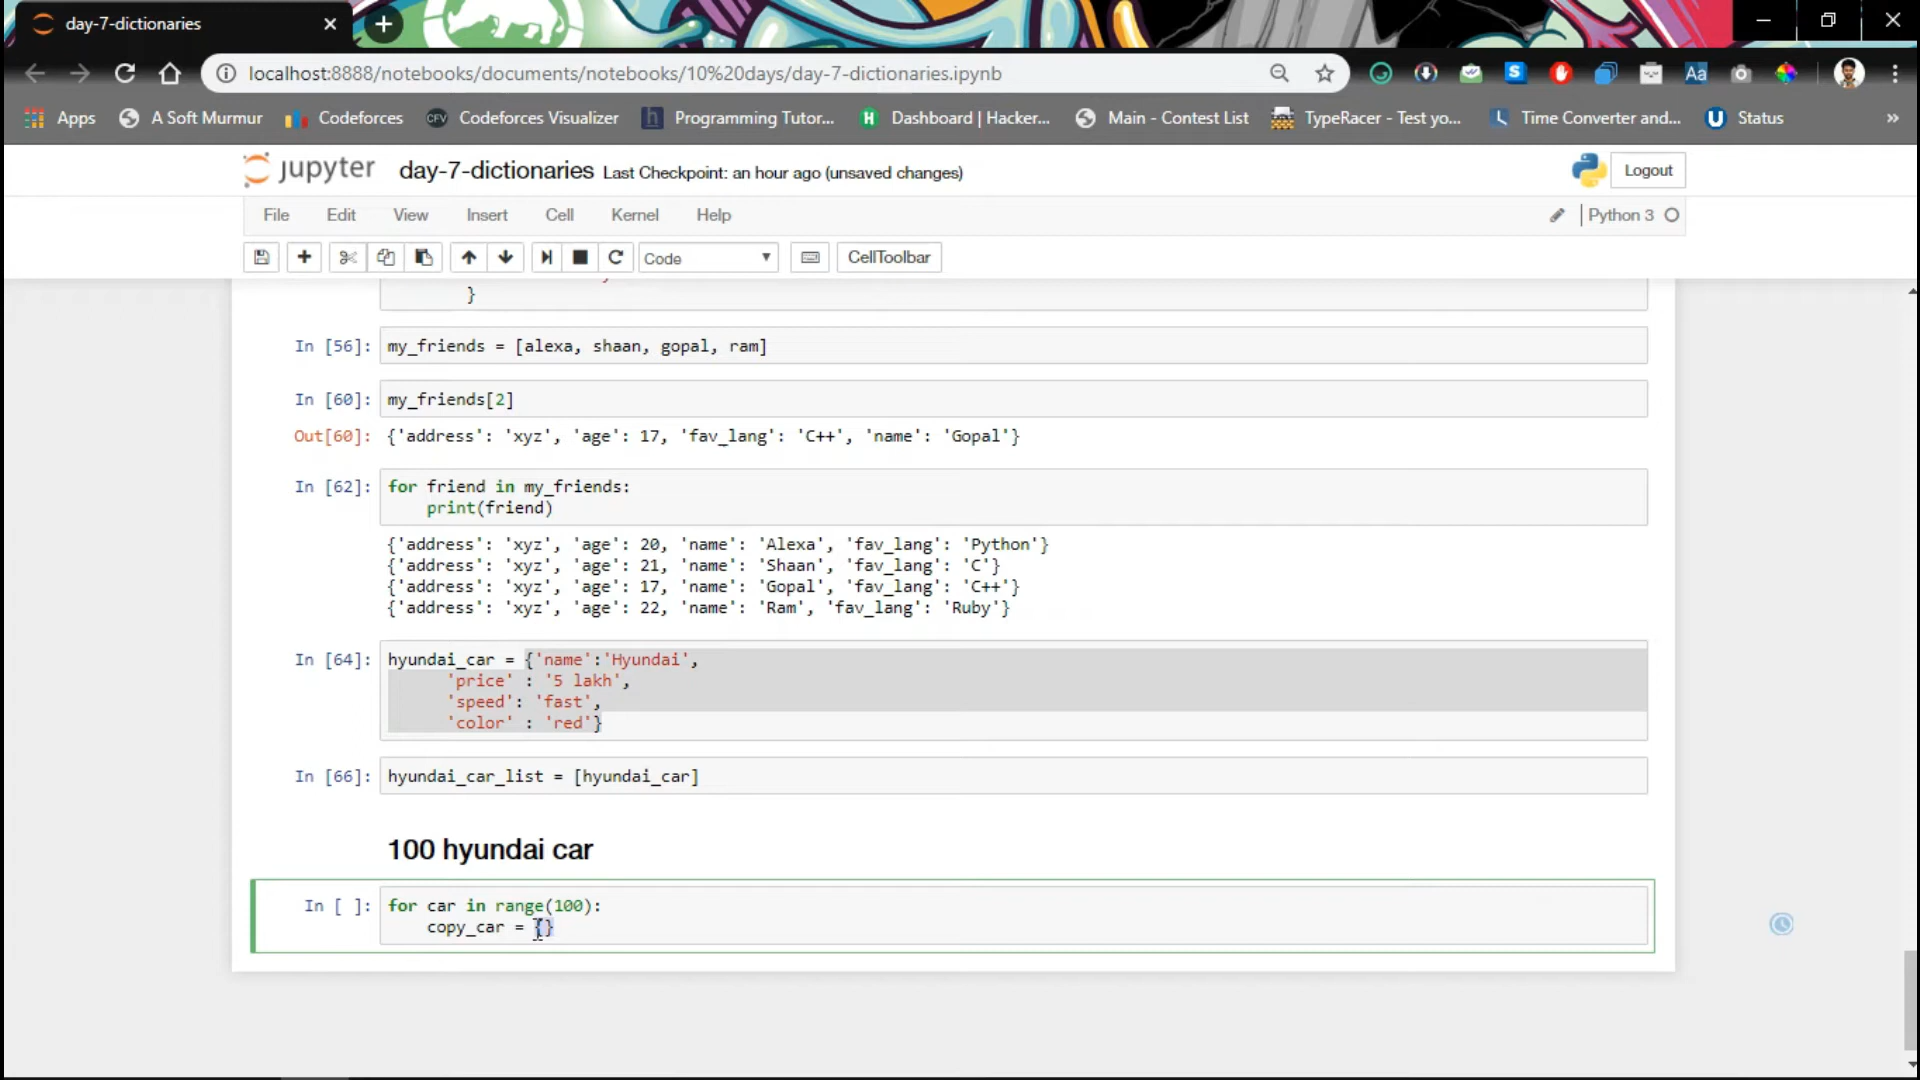 day-7-dictionaries
localhost:8888/notebooks/documents/notebooks/10%20days/day-7-dictionaries.ipynb
Apps A Soft Murmur Codeforces CFV Codeforces Visualizer h Programming Tutor... H Dashboard | Hacker... Main - Contest List TypeRacer - Test yo... Time Converter and... U Status »
jupyter day-7-dictionaries Last Checkpoint: an hour ago (unsaved changes) Logout
File Edit View Insert Cell Kernel Help Python 3
Code CellToolbar
}
In [56]: my_friends = [alexa, shaan, gopal, ram]
In [60]: my_friends[2]
Out[60]: {'address': 'xyz', 'age': 17, 'fav_lang': 'C++', 'name': 'Gopal'}
In [62]: for friend in my_friends:
print(friend)
{'address': 'xyz', 'age': 20, 'name': 'Alexa', 'fav_lang': 'Python'}
{'address': 'xyz', 'age': 21, 'name': 'Shaan', 'fav_lang': 'C'}
{'address': 'xyz', 'age': 17, 'name': 'Gopal', 'fav_lang': 'C++'}
{'address': 'xyz', 'age': 22, 'name': 'Ram', 'fav_lang': 'Ruby'}
In [64]: hyundai_car = {'name':'Hyundai',
'price' : '5 lakh',
'speed': 'fast',
'color' : 'red'}
In [66]: hyundai_car_list = [hyundai_car]
100 hyundai car
In [ ]: for car in range(100):
copy_car = {}